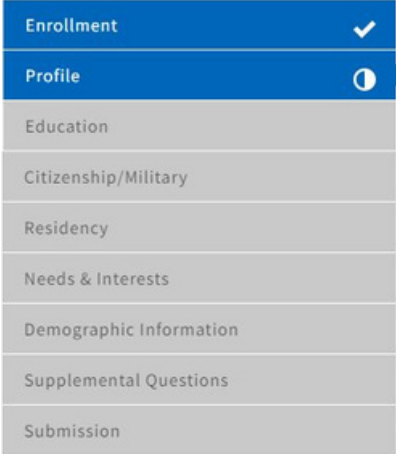 Enrollment
Profile
Education
Citizenship/Military
Residency
Needs & Interests
Demographic Information
Supplemental Questions
Submission